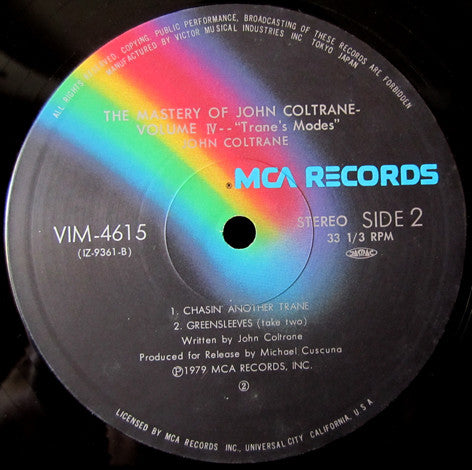 ALL RIGHTS RESERVED. COPYING, PUBLIC PERFORMANCE, BROADCASTING OF THESE RECORDS ARE FORBIDDEN
MANUFACTURED BY VICTOR MUSICAL INDUSTRIES INC TOKYO JAPAN
THE MASTERY OF JOHN COLTRANE-
VOLUME IV--"Trane's Modes"
JOHN COLTRANE
MCA RECORDS
VIM-4615
(IZ-9361-B)
STEREO SIDE 2
33 1/3 RPM
1. CHASIN' ANOTHER TRANE
2. GREENSLEEVES (take two)
Written by John Coltrane
Produced for Release by Michael Cuscuna
Ⓟ1979 MCA RECORDS, INC.
②
LICENSED BY MCA RECORDS INC., UNIVERSAL CITY, CALIFORNIA, U.S.A